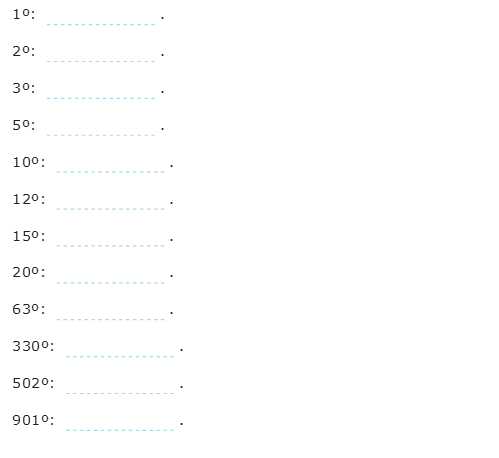 1º: .
2º: .
3º: .
5º: .
10º: .
12º: .
15º: .
20º: .
63º: .
330º: .
502º: .
901º: .